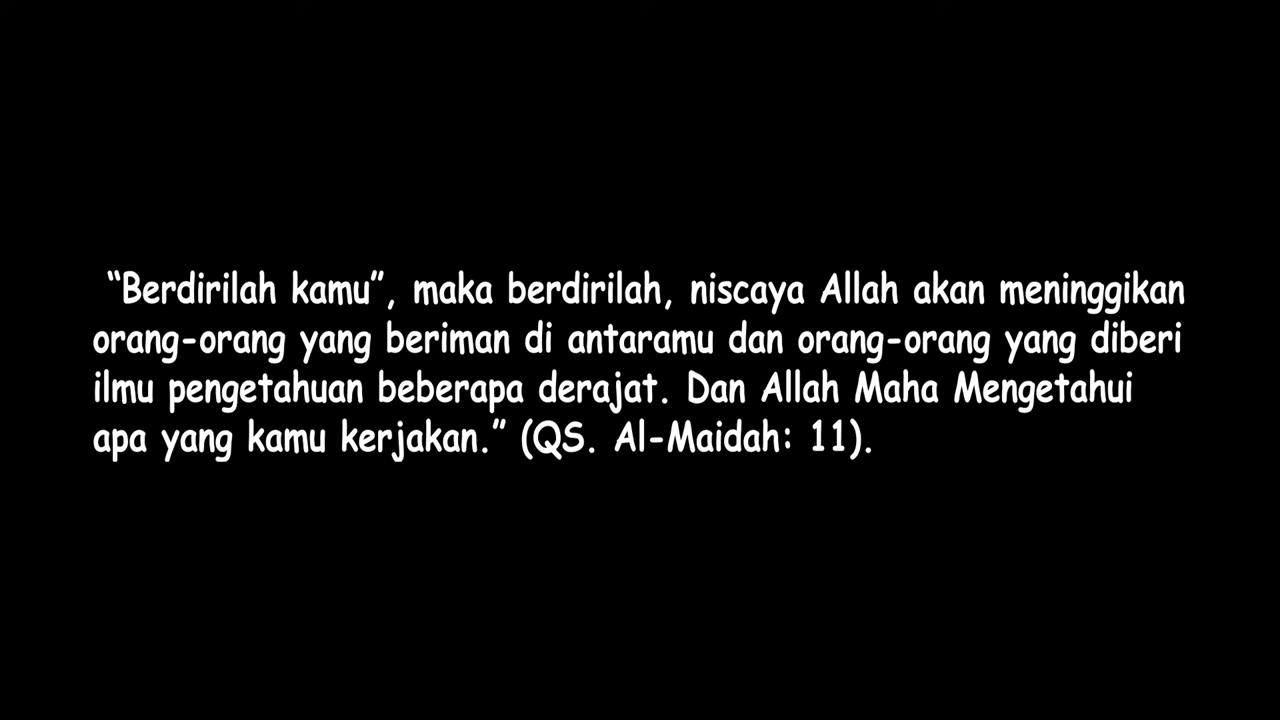 “Berdirilah kamu”, maka berdirilah, niscaya Allah akan meninggikan
orang-orang yang beriman di antaramu dan orang-orang yang diberi
ilmu pengetahuan beberapa derajat. Dan Allah Maha Mengetahui
apa yang kamu kerjakan.” (QS. Al-Maidah: 11).